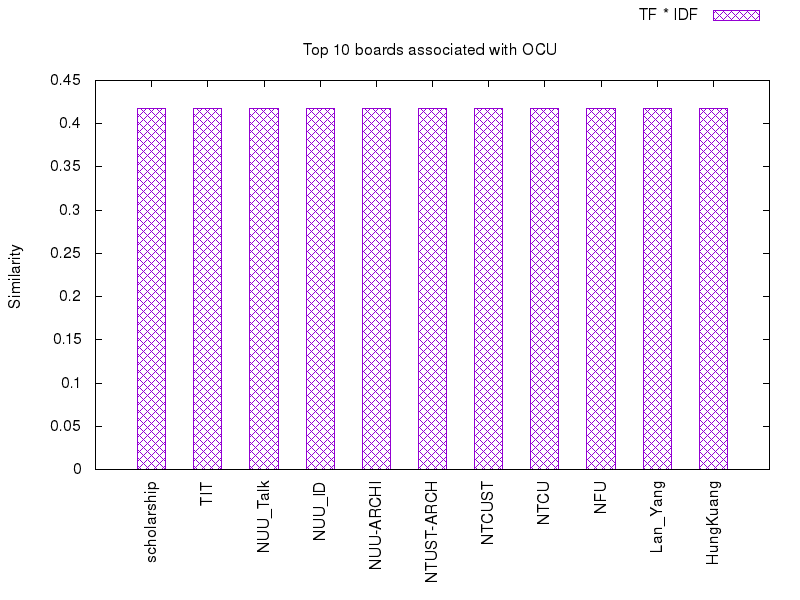 TF * IDF
Top 10 boards associated with OCU
0.45
0.4
0.35
0.3
0.25
0.2
0.15
0.1
0.05
0
Similarity
scholarship
TIT
NUU_Talk
NUU_ID
NUU-ARCHI
NTUST-ARCH
NTCUST
NTCU
NFU
Lan_Yang
HungKuang